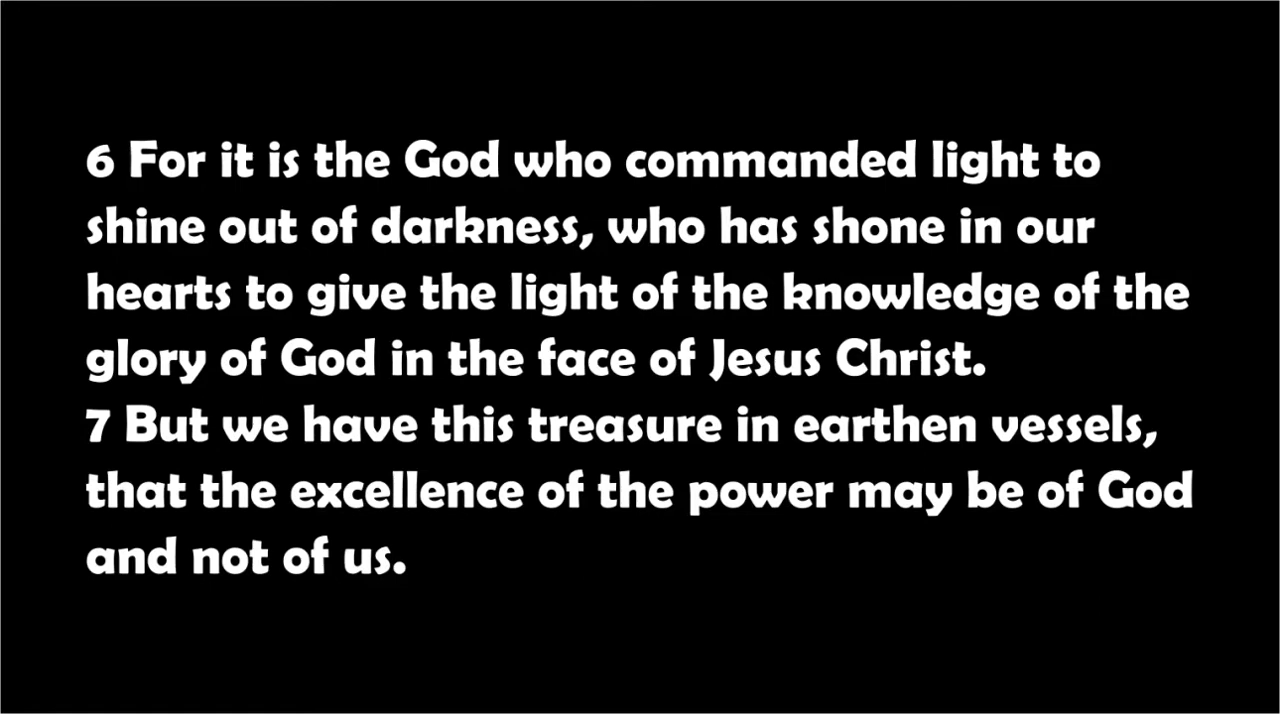 6 For it is the God who commanded light to
shine out of darkness, who has shone in our
hearts to give the light of the knowledge of the
glory of God in the face of Jesus Christ.
7 But we have this treasure in earthen vessels,
that the excellence of the power may be of God
and not of us.